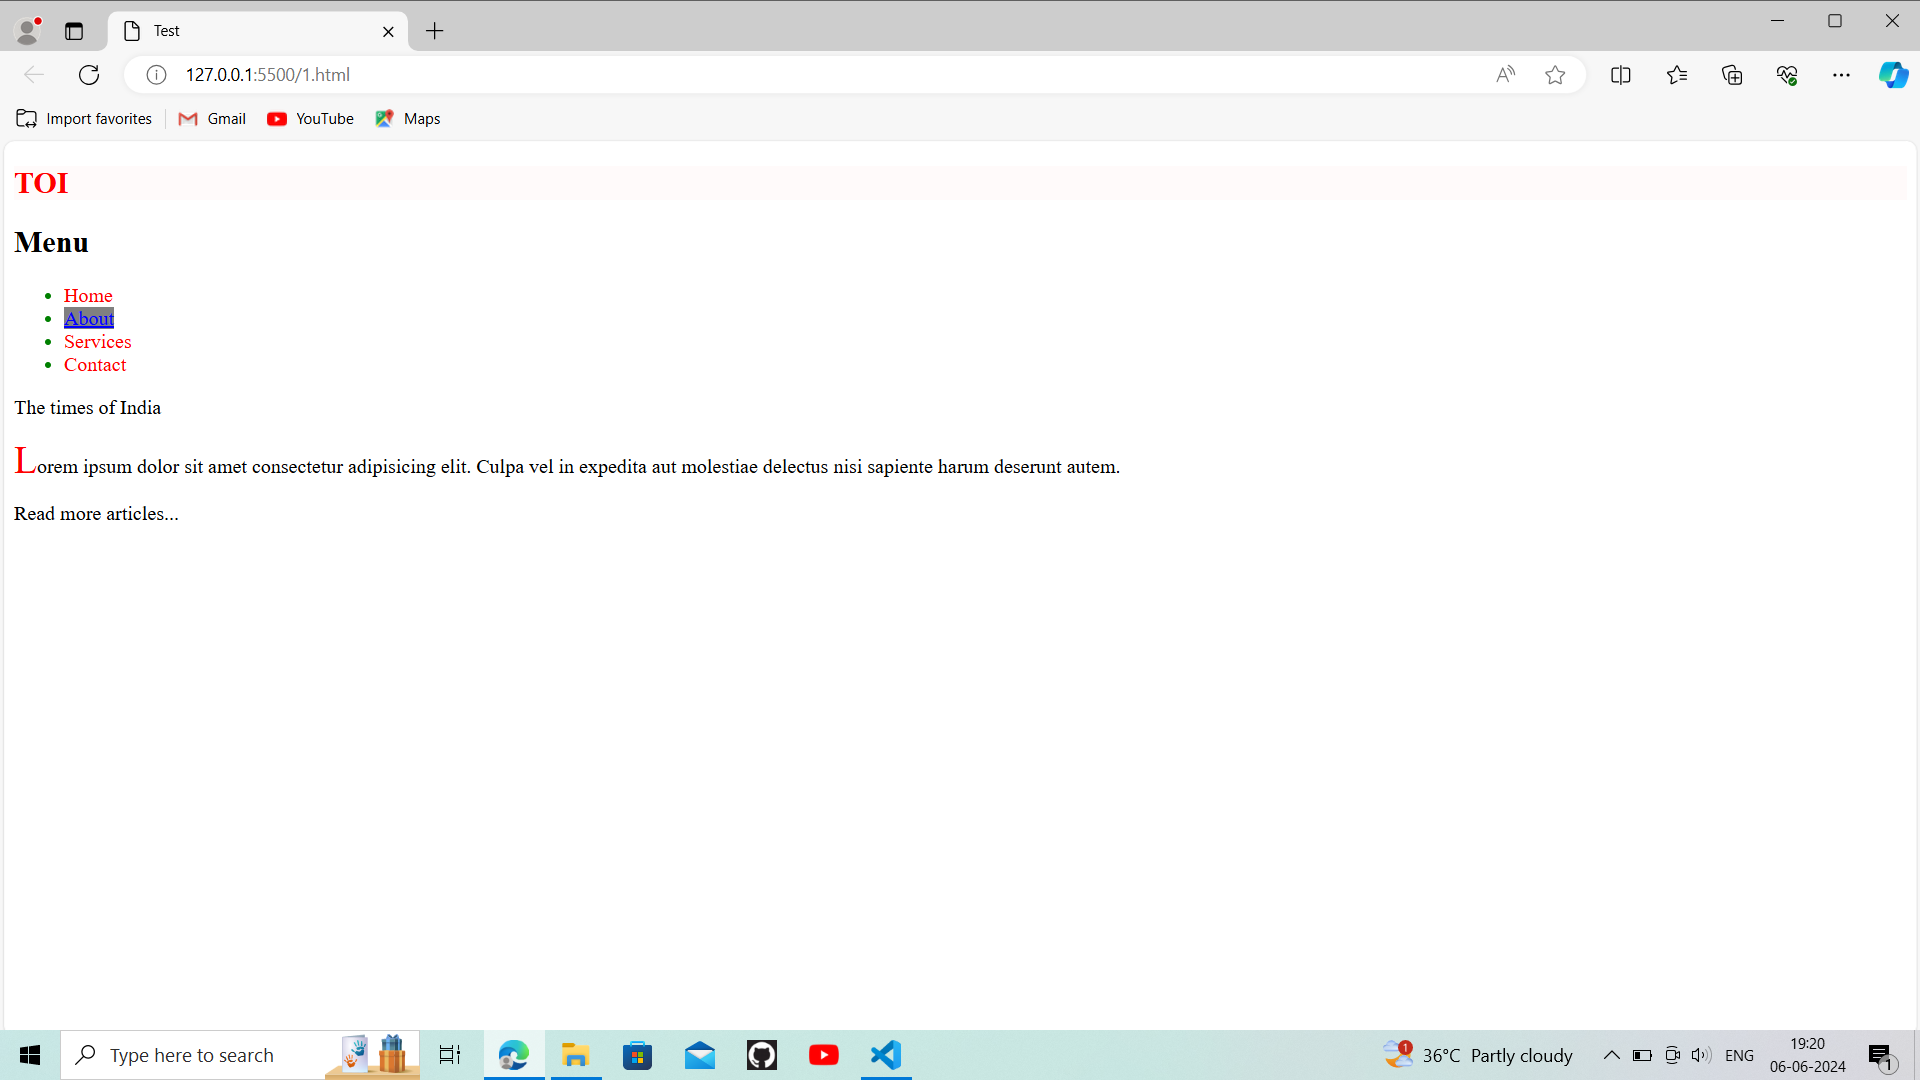 Test
127.0.0.1:5500/1.html
Import favorites
Gmail
YouTube
Maps
TOI
Menu
Home
About
Services
Contact
The times of India
Lorem ipsum dolor sit amet consectetur adipisicing elit. Culpa vel in expedita aut molestiae delectus nisi sapiente harum deserunt autem.
Read more articles...
Type here to search
1
36°C Partly cloudy
ENG
19:20
06-06-2024
1